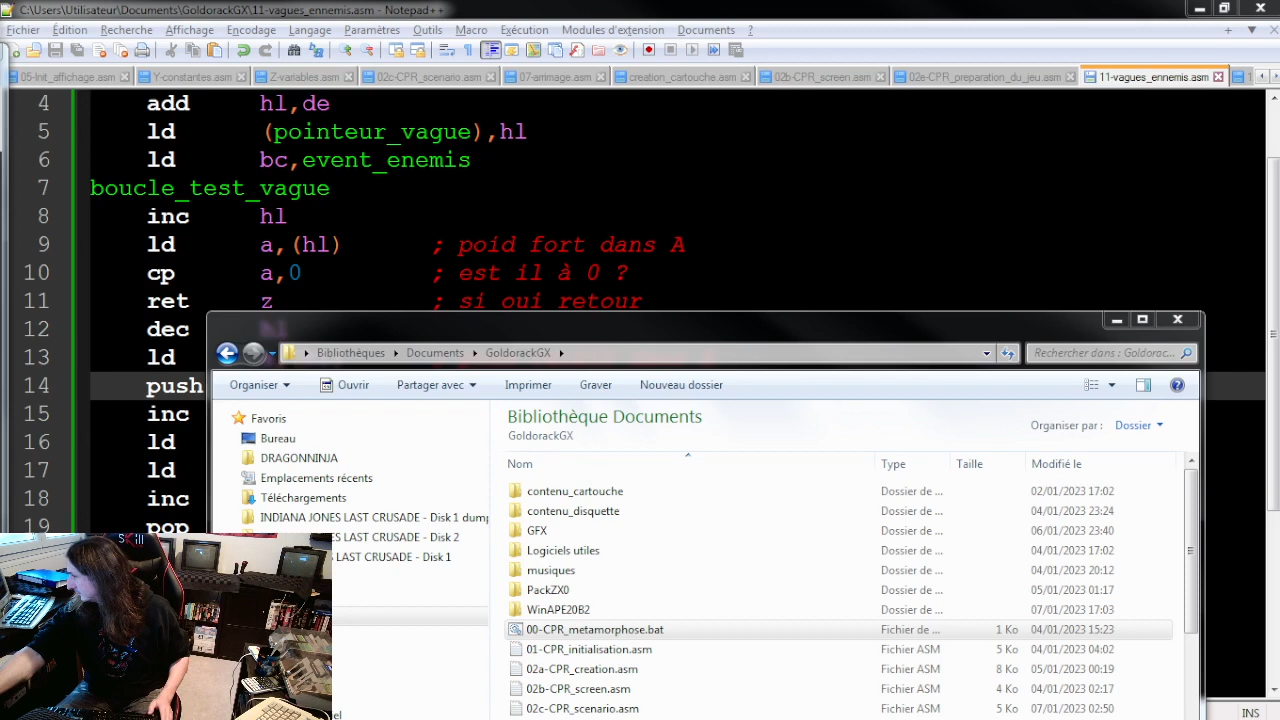 C:\Users\Utilisateur\Documents\GoldorackGX\11-vagues_ennemis.asm - Notepad++
Fichier Édition Recherche Affichage Encodage Langage Paramètres Outils Macro Exécution Modules d'extension Documents ?
05-Init_affichage.asm Y-constantes.asm Z-variables.asm 02c-CPR_scenario.asm 07-arrimage.asm creation_cartouche.asm 02b-CPR_screen.asm 02e-CPR_preparation_du_jeu.asm 11-vagues_ennemis.asm
4 add hl,de
5 ld (pointeur_vague),hl
6 ld bc,event_enemis
7 boucle_test_vague
8 inc hl
9 ld a,(hl) ; poid fort dans A
10 cp a,0 ; est il à 0 ?
11 ret z ; si oui retour
12 dec
13 ld
14 push
15 inc
16 ld
17 ld
18 inc
19 pop
Bibliothèques Documents GoldorackGX
Rechercher dans : Goldorac...
Organiser Ouvrir Partager avec Imprimer Graver Nouveau dossier
Favoris
Bureau
DRAGONNINJA
Emplacements récents
Téléchargements
INDIANA JONES LAST CRUSADE - Disk 1 dump
LAST CRUSADE - Disk 2
LAST CRUSADE - Disk 1
Bibliothèque Documents
GoldorackGX
Organiser par : Dossier
Nom Type Taille Modifié le
contenu_cartouche Dossier de ... 02/01/2023 17:02
contenu_disquette Dossier de ... 04/01/2023 23:24
GFX Dossier de ... 06/01/2023 23:40
Logiciels utiles Dossier de ... 04/01/2023 17:02
musiques Dossier de ... 04/01/2023 20:12
PackZX0 Dossier de ... 05/01/2023 01:17
WinAPE20B2 Dossier de ... 07/01/2023 17:03
00-CPR_metamorphose.bat Fichier de ... 1 Ko 04/01/2023 15:23
01-CPR_initialisation.asm Fichier ASM 5 Ko 04/01/2023 04:02
02a-CPR_creation.asm Fichier ASM 8 Ko 05/01/2023 00:19
02b-CPR_screen.asm Fichier ASM 4 Ko 04/01/2023 02:17
02c-CPR_scenario.asm Fichier ASM 5 Ko 07/01/2023 02:50
INS